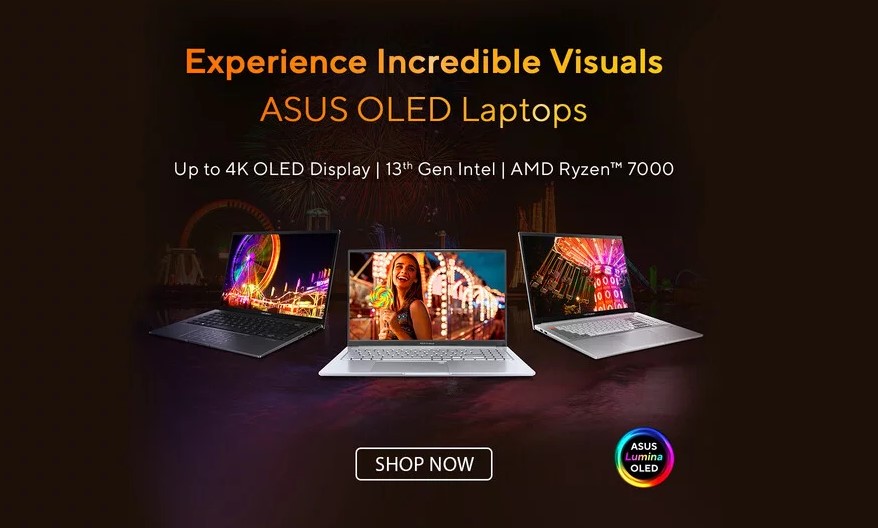 Experience Incredible Visuals
ASUS OLED Laptops
Up to 4K OLED Display | 13th Gen Intel | AMD Ryzen™ 7000
SHOP NOW
ASUS
Lumina
OLED